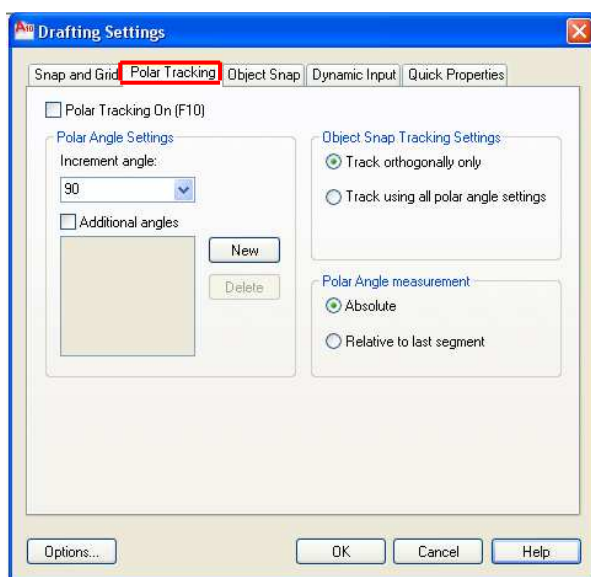 A10 Drafting Settings
Snap and Grid Polar Tracking Object Snap Dynamic Input Quick Properties
Polar Tracking On (F10)
Polar Angle Settings
Increment angle:
90
Additional angles
New
Delete
Object Snap Tracking Settings
Track orthogonally only
Track using all polar angle settings
Polar Angle measurement
Absolute
Relative to last segment
Options... OK Cancel Help